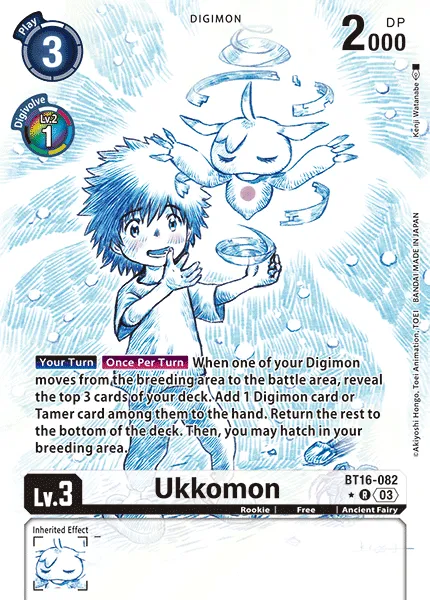 Play
3
DIGIMON
DP
2000
Digivolve
Lv.2
1
Kenji Watanabe
©Akiyoshi Hongo, Toei Animation, TOEI BANDAI MADE IN JAPAN
Your Turn Once Per Turn When one of your Digimon
moves from the breeding area to the battle area, reveal
the top 3 cards of your deck. Add 1 Digimon card or
Tamer card among them to the hand. Return the rest to
the bottom of the deck. Then, you may hatch in your
breeding area.
BT16-082
Lv.3
Ukkomon
R 03
Rookie | Free | Ancient Fairy
Inherited Effect